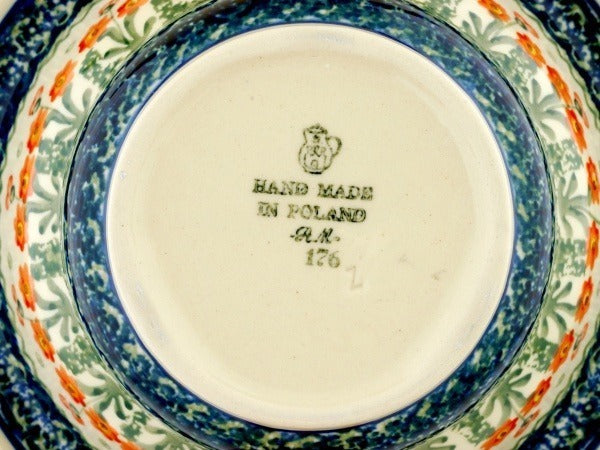 HAND MADE
IN POLAND
-A.M.-
176